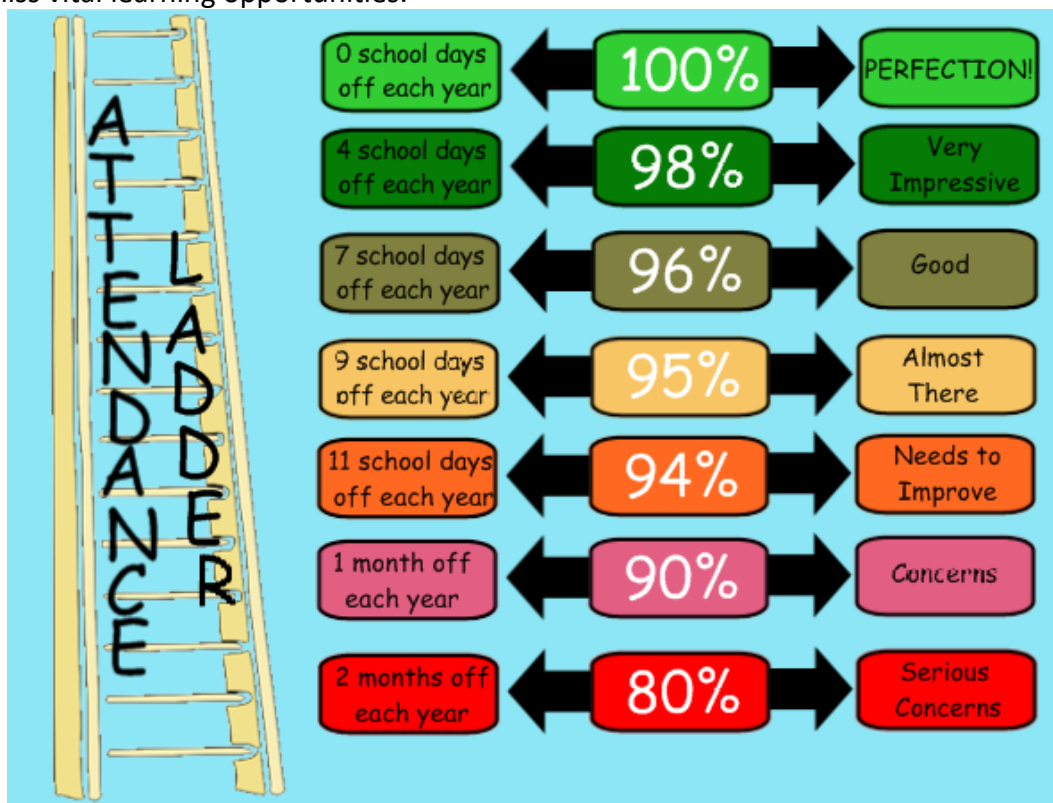 vital learning opportunities.
ATTENDANCE
LADDER
0 school days
off each year
100%
PERFECTION!
4 school days
off each year
98%
Very
Impressive
7 school days
off each year
96%
Good
9 school days
off each year
95%
Almost
There
11 school days
off each year
94%
Needs to
Improve
1 month off
each year
90%
Concerns
2 months off
each year
80%
Serious
Concerns